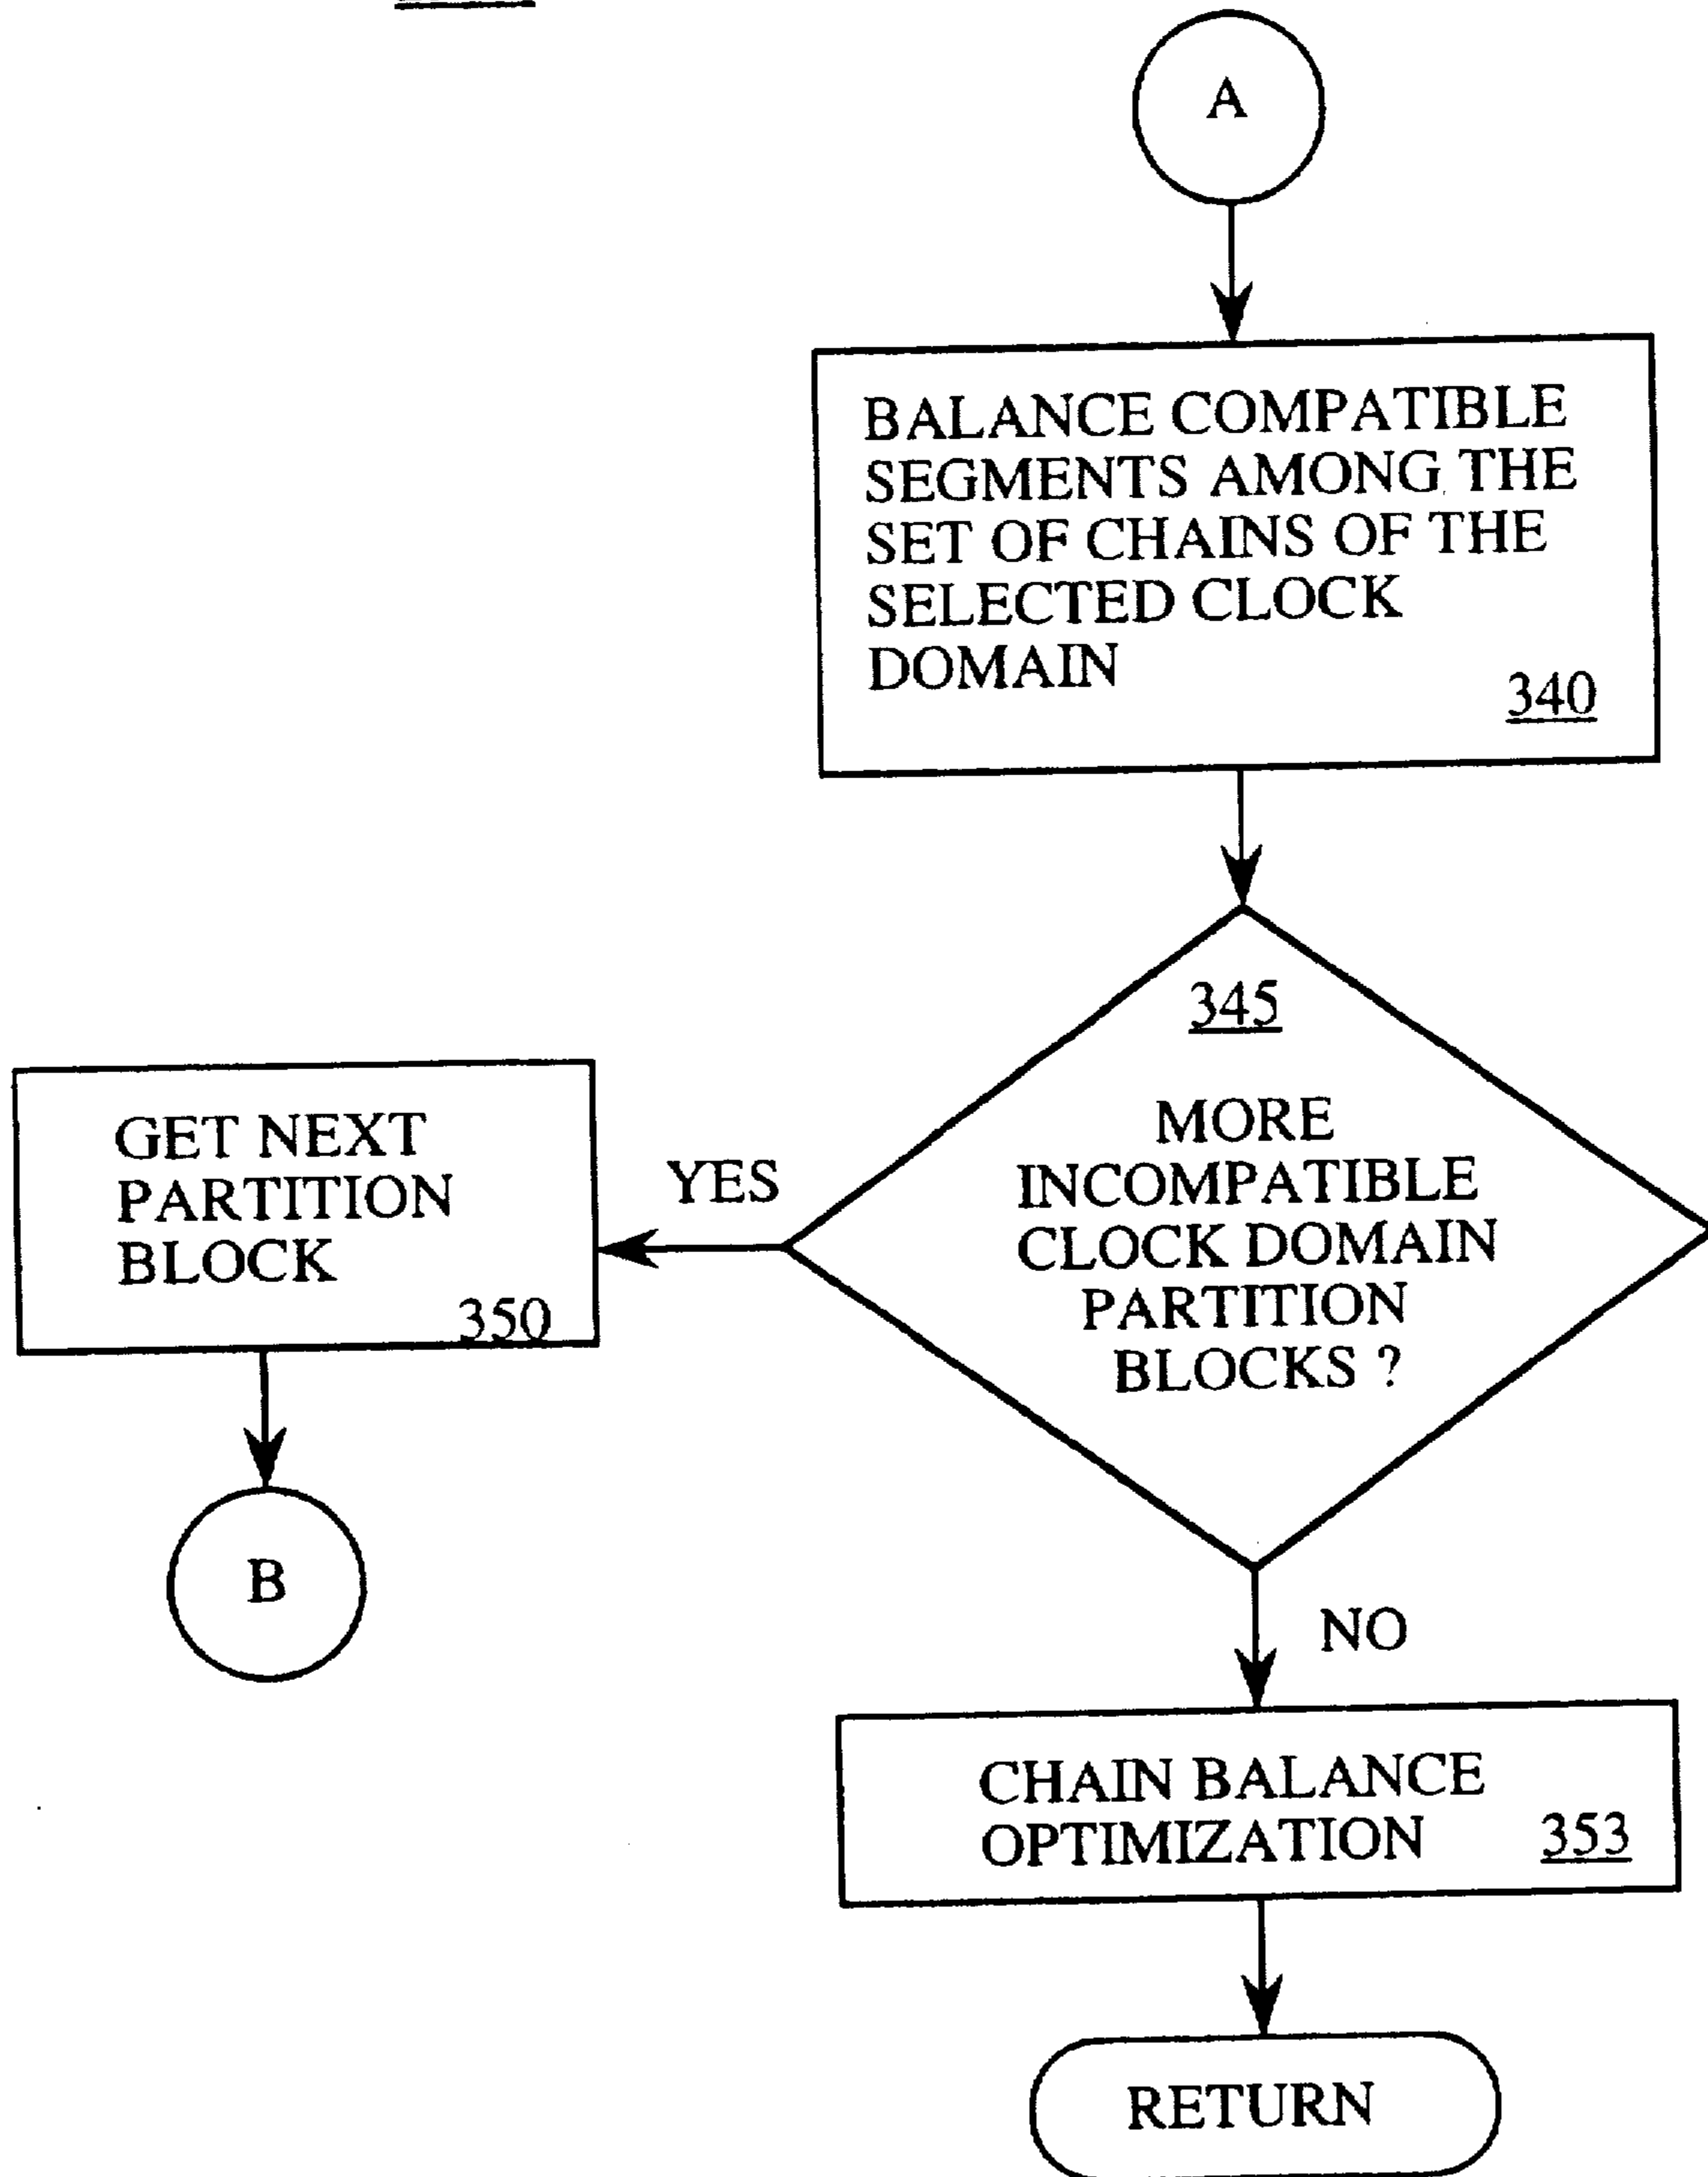 A
BALANCE COMPATIBLE
SEGMENTS AMONG THE
SET OF CHAINS OF THE
SELECTED CLOCK
DOMAIN
340
345
MORE
INCOMPATIBLE
CLOCK DOMAIN
PARTITION
BLOCKS ?
YES
GET NEXT
PARTITION
BLOCK
350
B
NO
CHAIN BALANCE
OPTIMIZATION 353
RETURN